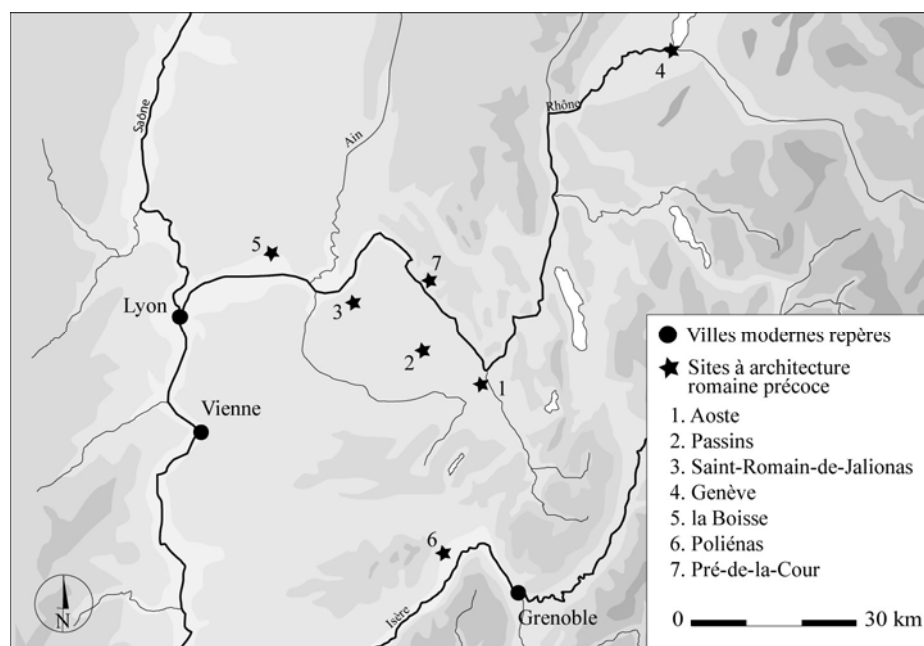 Saône
Ain
Rhône
4
5
7
3
Lyon
2
1
Vienne
6
Isère
Grenoble
N
Villes modernes repères
Sites à architecture
romaine précoce
1. Aoste
2. Passins
3. Saint-Romain-de-Jalionas
4. Genève
5. la Boisse
6. Poliénas
7. Pré-de-la-Cour
0 30 km